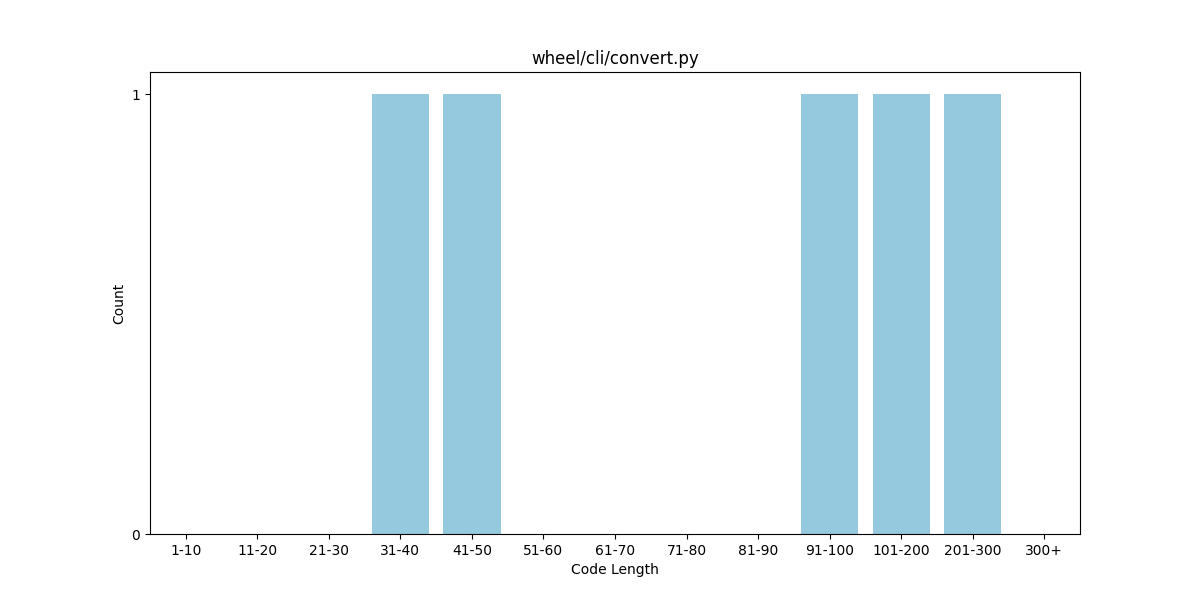 wheel/cli/convert.py
1
Count
0
1-10 11-20 21-30 31-40 41-50 51-60 61-70 71-80 81-90 91-100 101-200 201-300 300+
Code Length